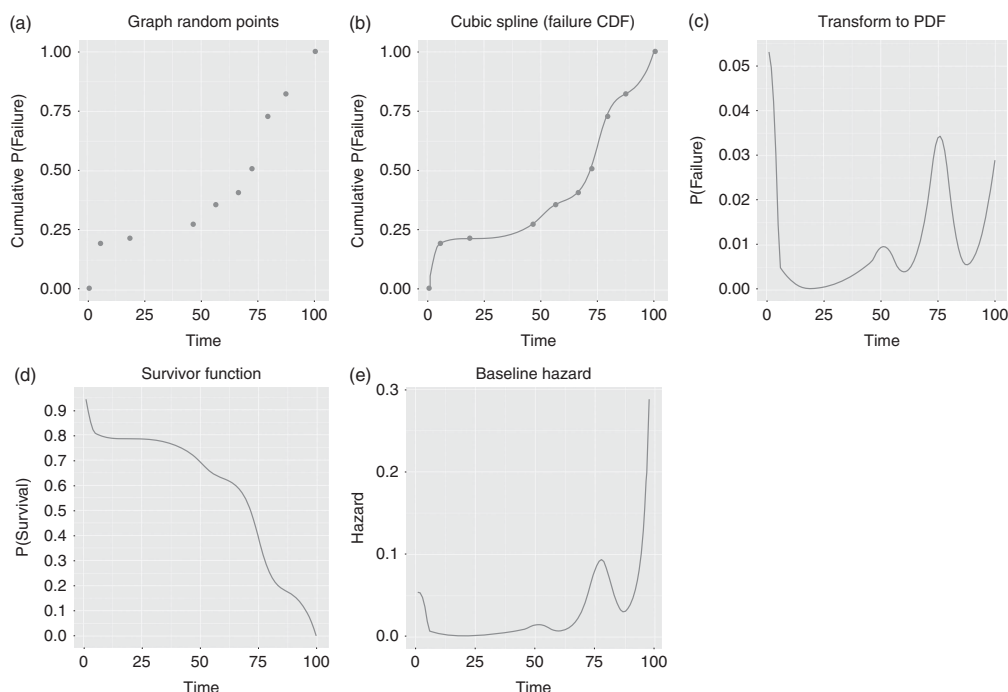 (a) Graph random points
1.00
0.75
0.50
0.25
0.00
Cumulative P(Failure)
0 25 50 75 100
Time
(b) Cubic spline (failure CDF)
1.00
0.75
0.50
0.25
0.00
Cumulative P(Failure)
0 25 50 75 100
Time
(c) Transform to PDF
0.05
0.04
0.03
0.02
0.01
0.00
P(Failure)
0 25 50 75 100
Time
(d) Survivor function
0.9
0.8
0.7
0.6
0.5
0.4
0.3
0.2
0.1
0.0
P(Survival)
0 25 50 75 100
Time
(e) Baseline hazard
0.3
0.2
0.1
0.0
Hazard
0 25 50 75 100
Time